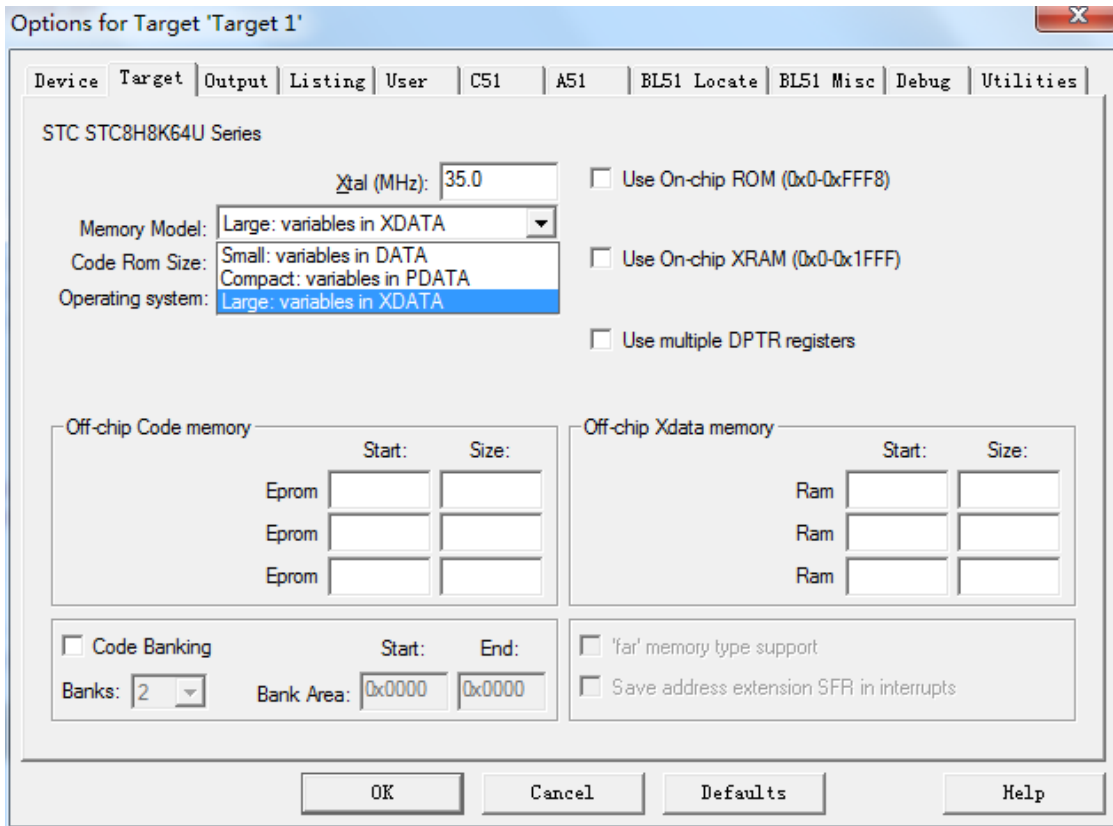 Options for Target 'Target 1'
X
Device Target Output Listing User C51 A51 BL51 Locate BL51 Misc Debug Utilities
STC STC8H8K64U Series
Xtal (MHz): 35.0
Use On-chip ROM (0x0-0xFFF8)
Memory Model: Large: variables in XDATA
Small: variables in DATA
Code Rom Size:
Use On-chip XRAM (0x0-0x1FFF)
Compact: variables in PDATA
Operating system: Large: variables in XDATA
Use multiple DPTR registers
Off-chip Code memory
Start: Size:
Eprom
Eprom
Eprom
Off-chip Xdata memory
Start: Size:
Ram
Ram
Ram
Code Banking Start: End:
Banks: 2 Bank Area: 0x0000 0x0000
'far' memory type support
Save address extension SFR in interrupts
OK Cancel Defaults Help